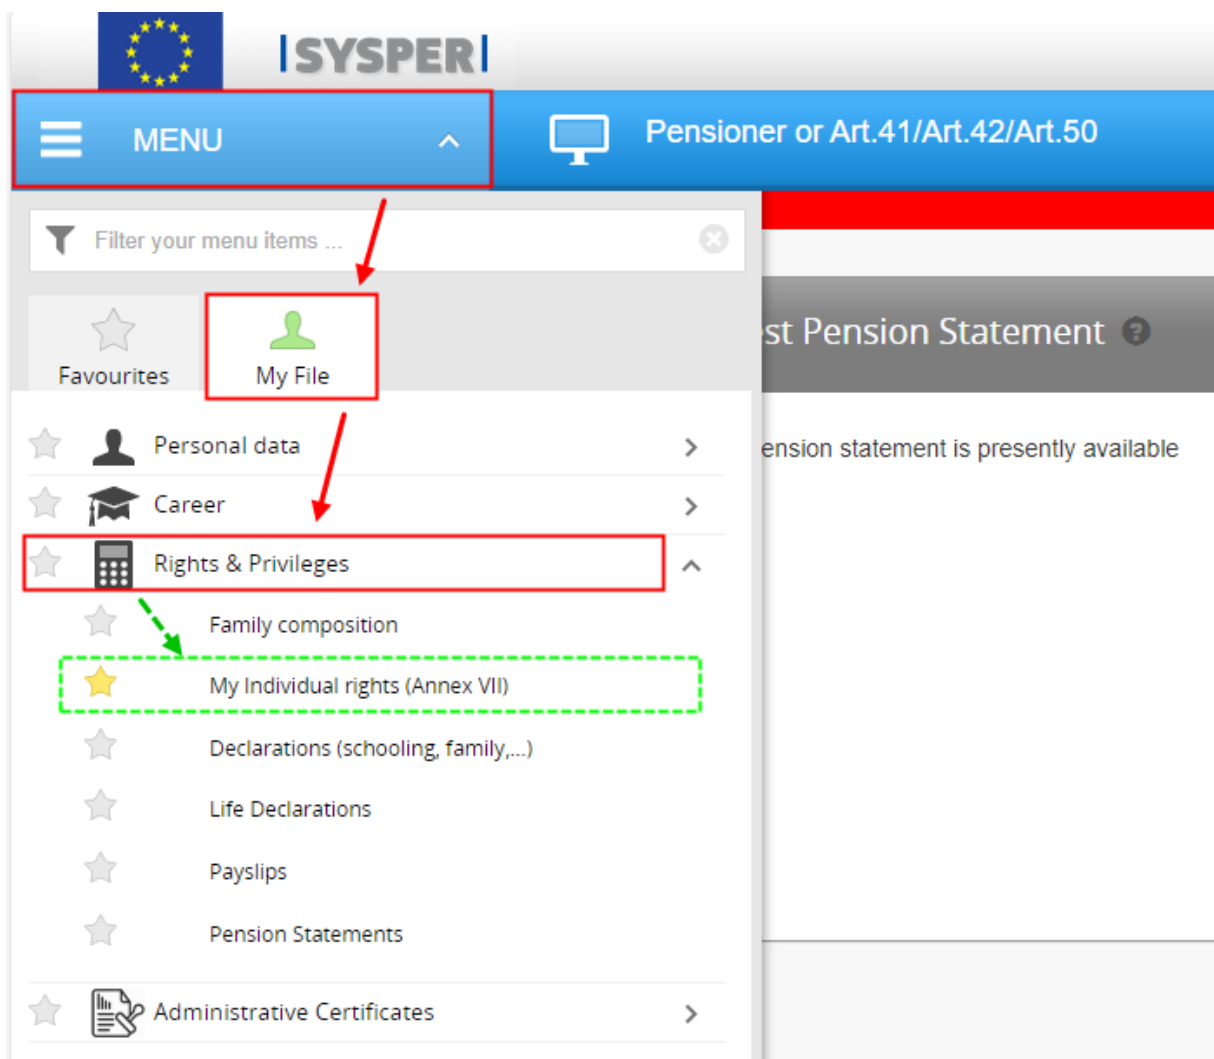 SYSPER
MENU
Pensioner or Art.41/Art.42/Art.50
Filter your menu items ...
Favourites
My File
st Pension Statement ?
Personal data
ension statement is presently available
Career
Rights & Privileges
Family composition
My Individual rights (Annex VII)
Declarations (schooling, family,...)
Life Declarations
Payslips
Pension Statements
Administrative Certificates